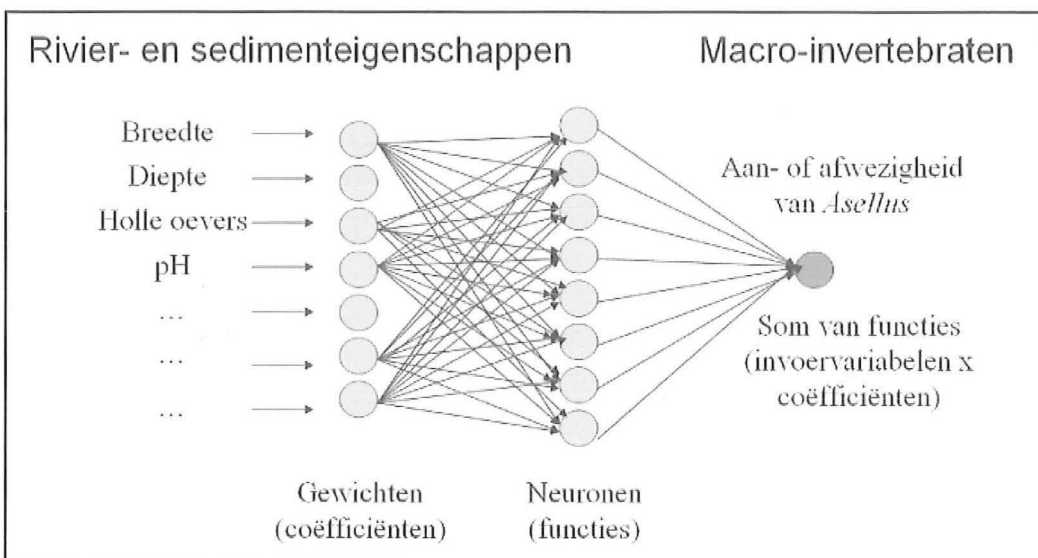 Rivier- en sedimenteigenschappen
Macro-invertebraten
Breedte
Diepte
Holle oevers
pH
...
...
...
Aan- of afwezigheid
van Asellus
Som van functies
(invoervariabelen x
coëfficiënten)
Gewichten
(coëfficiënten)
Neuronen
(functies)